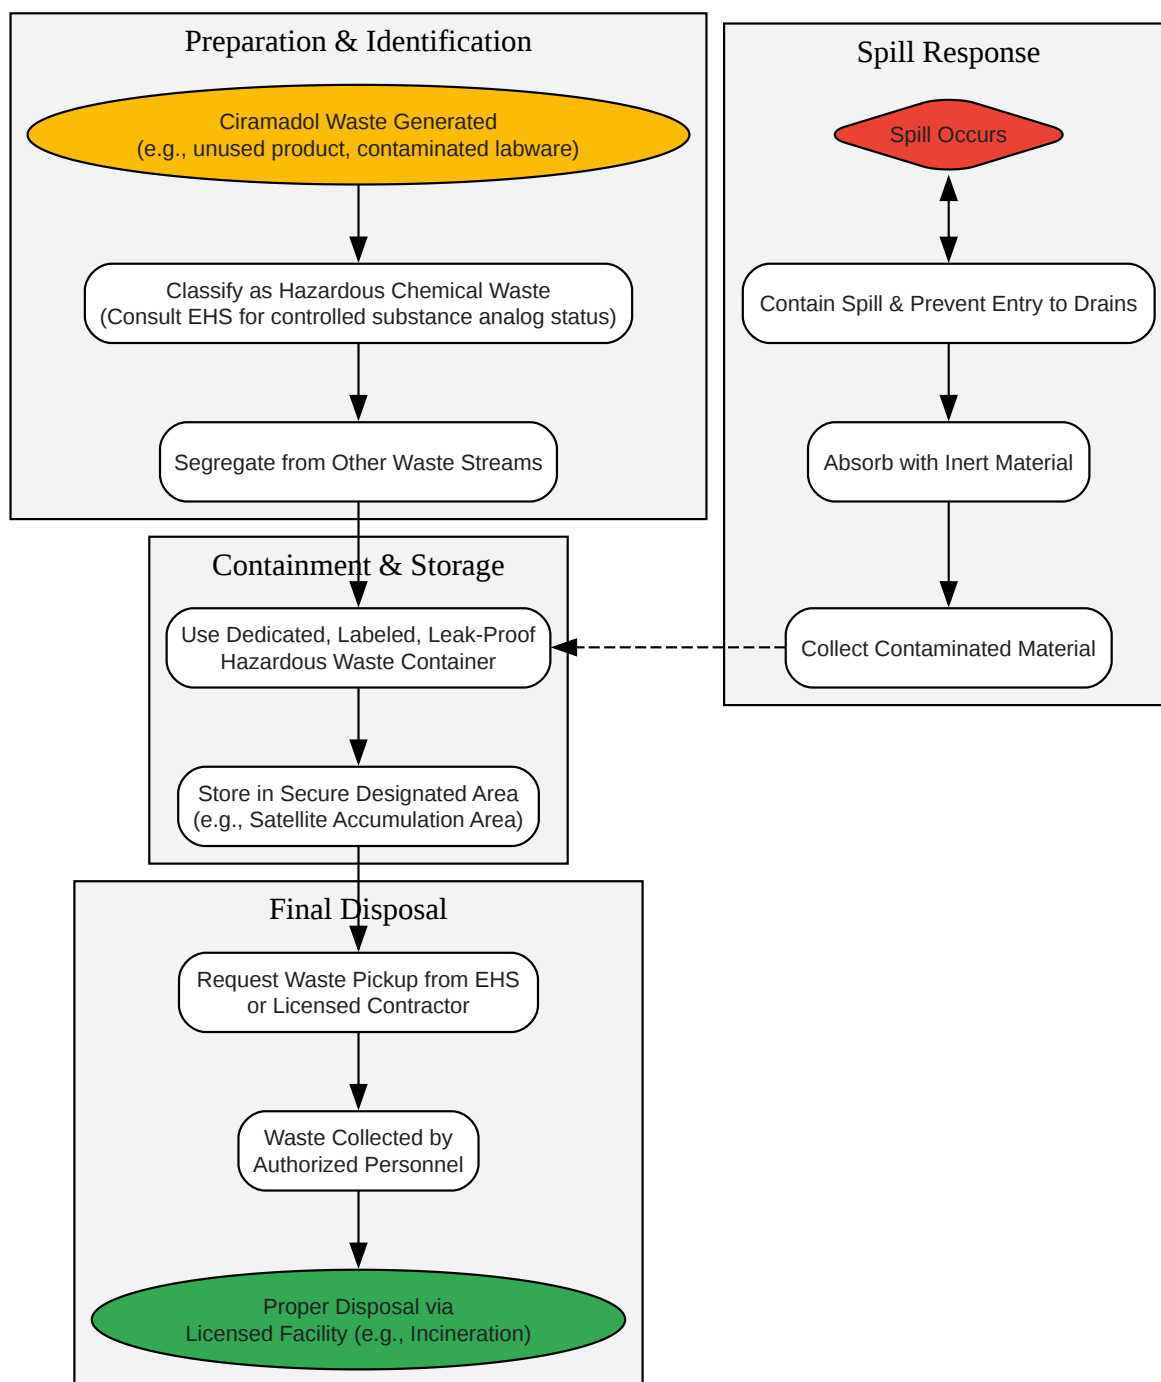 Preparation & Identification
Ciramadol Waste Generated
(e.g., unused product, contaminated labware)
Classify as Hazardous Chemical Waste
(Consult EHS for controlled substance analog status)
Segregate from Other Waste Streams
Containment & Storage
Use Dedicated, Labeled, Leak-Proof
Hazardous Waste Container
Store in Secure Designated Area
(e.g., Satellite Accumulation Area)
Final Disposal
Request Waste Pickup from EHS
or Licensed Contractor
Waste Collected by
Authorized Personnel
Proper Disposal via
Licensed Facility (e.g., Incineration)
Spill Response
Spill Occurs
Contain Spill & Prevent Entry to Drains
Absorb with Inert Material
Collect Contaminated Material